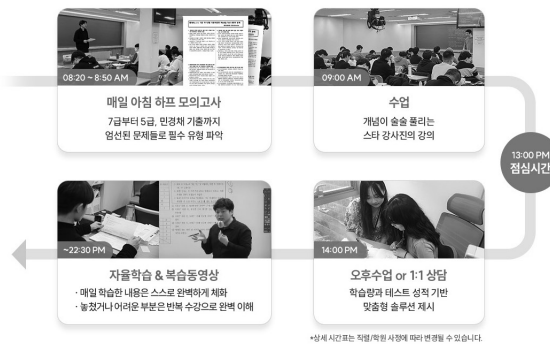 08:20 ~ 8:50 AM
매일 아침 하프 모의고사
7급부터 5급, 민경채 기출까지
엄선된 문제들로 필수 유형 파악
09:00 AM
수업
개념이 술술 풀리는
스타 강사진의 강의
13:00 PM
점심시간
14:00 PM
오후수업 or 1:1 상담
학습량과 테스트 성적 기반
맞춤형 솔루션 제시
~22:30 PM
자율학습 & 복습동영상
· 매일 학습한 내용은 스스로 완벽하게 체화
· 놓쳤거나 어려운 부분은 반복 수강으로 완벽 이해
*상세 시간표는 직렬/학원 사정에 따라 변경될 수 있습니다.